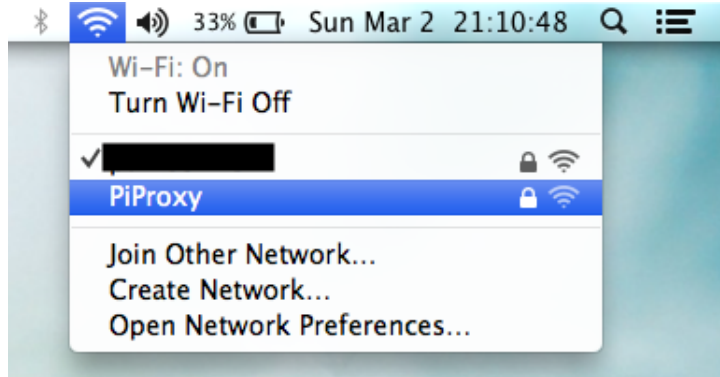 33% Sun Mar 2 21:10:48
Wi-Fi: On
Turn Wi-Fi Off
PiProxy
Join Other Network...
Create Network...
Open Network Preferences...